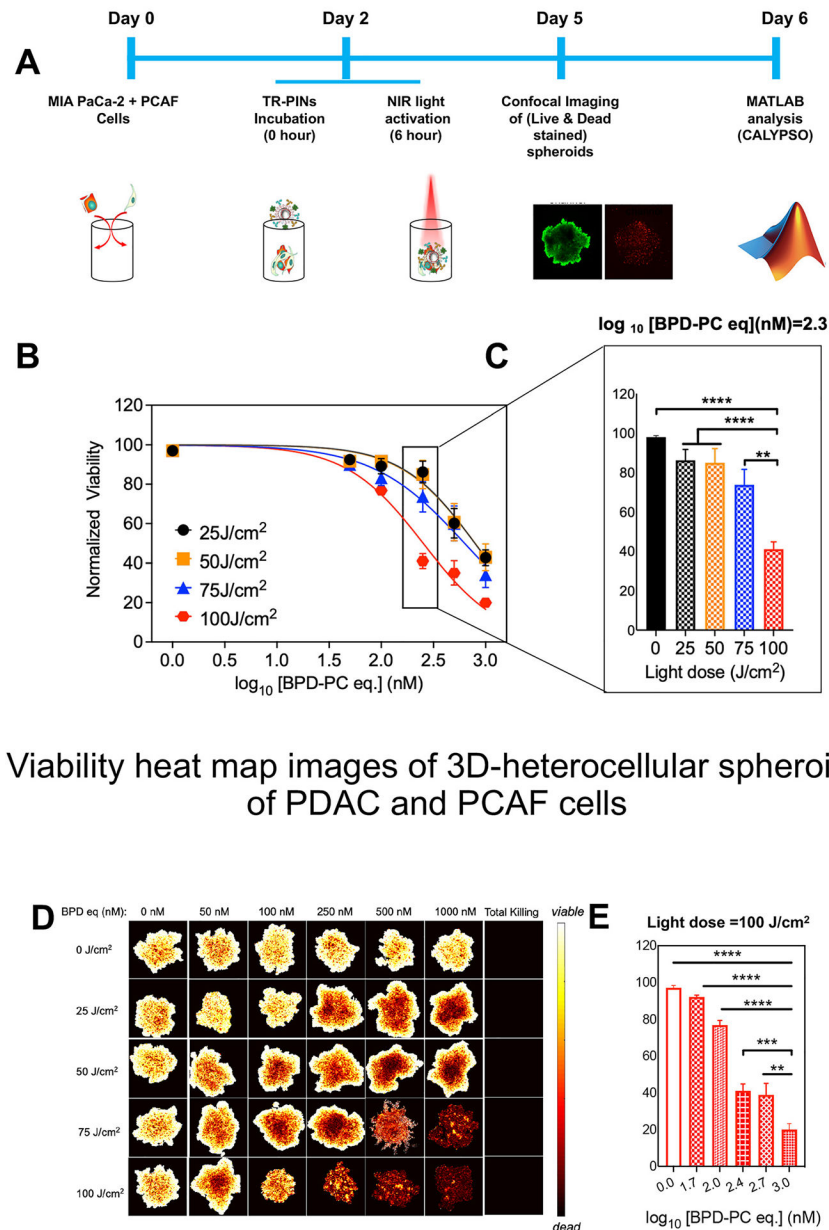 Day 0 Day 2 Day 5 Day 6
A
MIA PaCa-2 + PCAF
Cells
TR-PINs
Incubation
(0 hour)
NIR light
activation
(6 hour)
Confocal Imaging
of (Live & Dead
stained)
spheroids
MATLAB
analysis
(CALYPSO)
B
Normalized Viability
120
100
80
60
40
20
0
25J/cm²
50J/cm²
75J/cm²
100J/cm²
0.0 0.5 1.0 1.5 2.0 2.5 3.0
log₁₀ [BPD-PC eq.] (nM)
C
log ₁₀ [BPD-PC eq](nM)=2.3
120
100
80
60
40
20
0
****
****
**
0 25 50 75 100
Light dose (J/cm²)
Viability heat map images of 3D-heterocellular spheroi
of PDAC and PCAF cells
D
BPD eq (nM): 0 nM 50 nM 100 nM 250 nM 500 nM 1000 nM Total Killing
0 J/cm²
25 J/cm²
50 J/cm²
75 J/cm²
100 J/cm²
viable
dead
E
Light dose =100 J/cm²
120
100
80
60
40
20
0
****
****
****
***
**
0.0 1.7 2.0 2.4 2.7 3.0
log₁₀ [BPD-PC eq.] (nM)